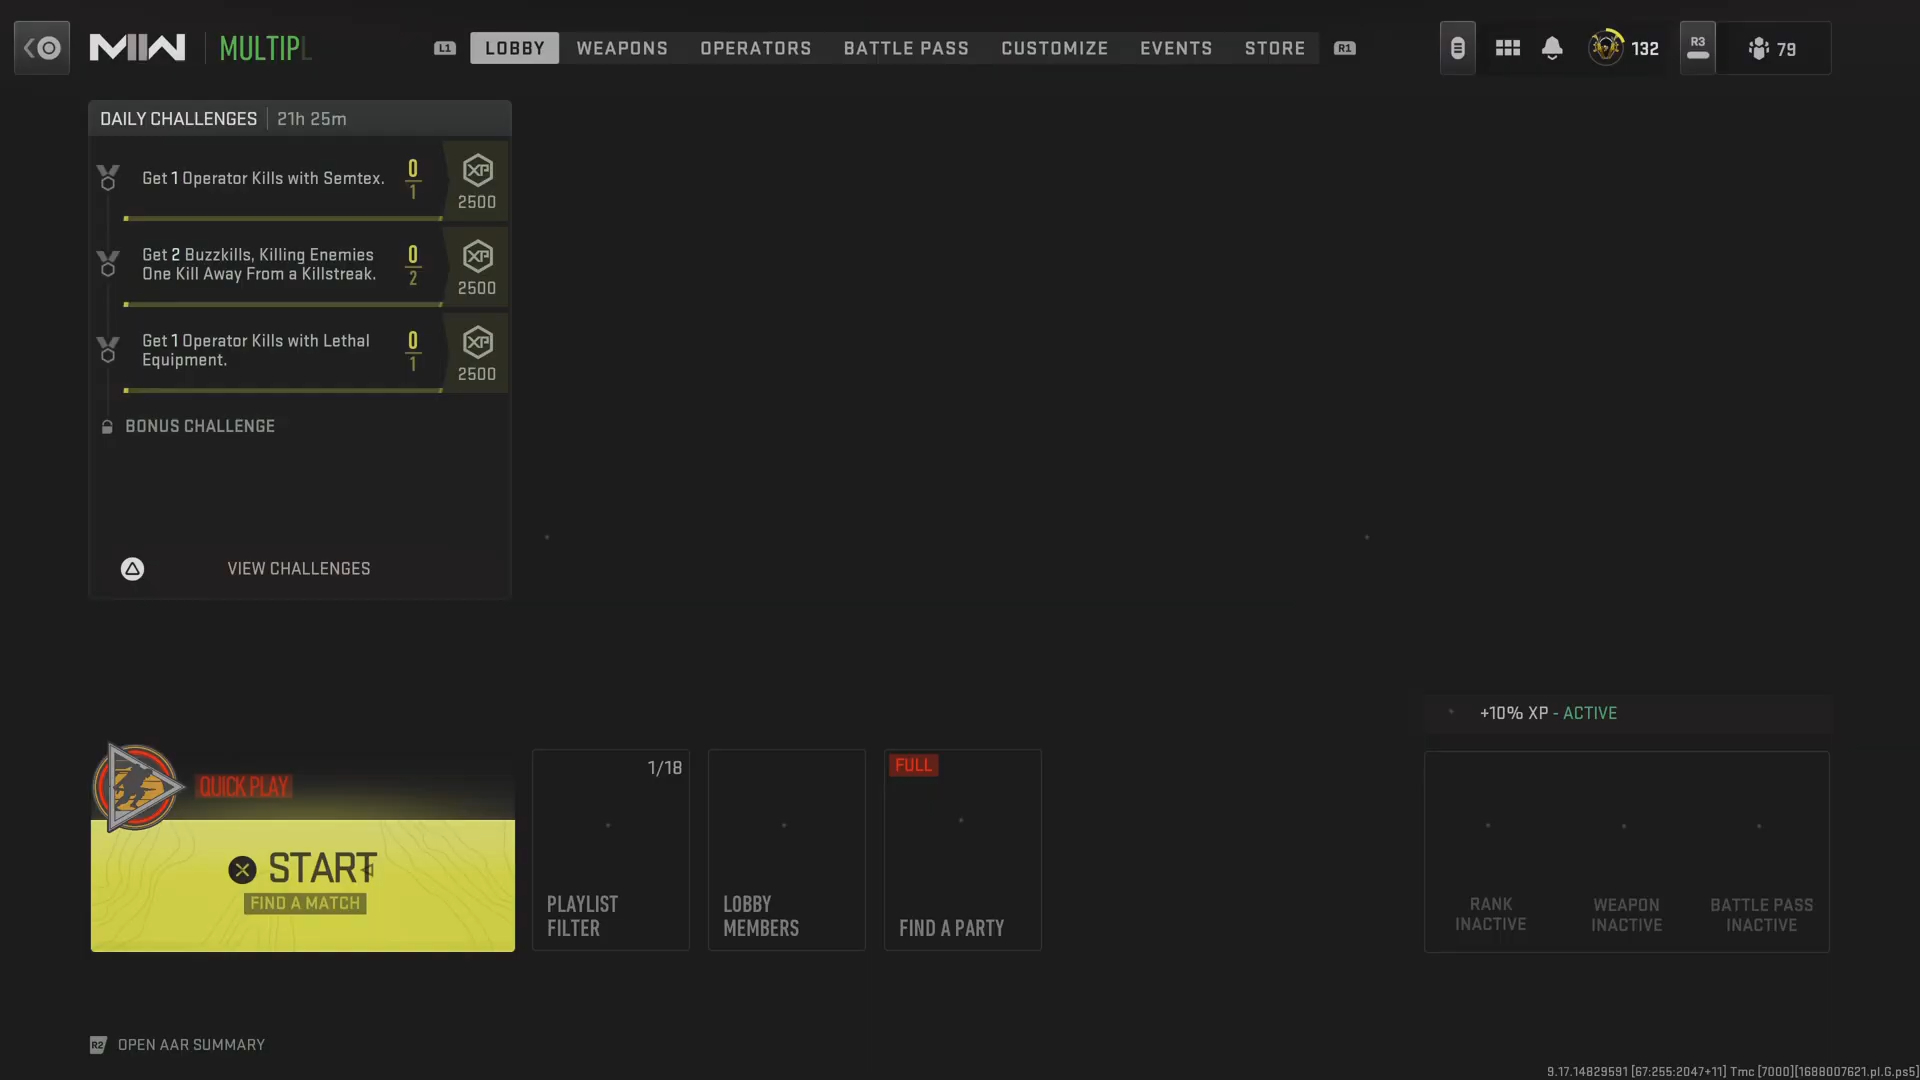 MWII MULTIPL
L1 LOBBY WEAPONS OPERATORS BATTLE PASS CUSTOMIZE EVENTS STORE R1
132 R3 79
DAILY CHALLENGES 21h 25m
Get 1 Operator Kills with Semtex. 0/1 XP 2500
Get 2 Buzzkills, Killing Enemies
One Kill Away From a Killstreak. 0/2 XP 2500
Get 1 Operator Kills with Lethal
Equipment. 0/1 XP 2500
BONUS CHALLENGE
VIEW CHALLENGES
+10% XP - ACTIVE
QUICK PLAY
START
FIND A MATCH
1/18
PLAYLIST
FILTER
LOBBY
MEMBERS
FULL
FIND A PARTY
RANK
INACTIVE
WEAPON
INACTIVE
BATTLE PASS
INACTIVE
R2 OPEN AAR SUMMARY
9.17.14829591 [67:255:2047+11] Tmc [7000][1688007621.pl.G.ps5]